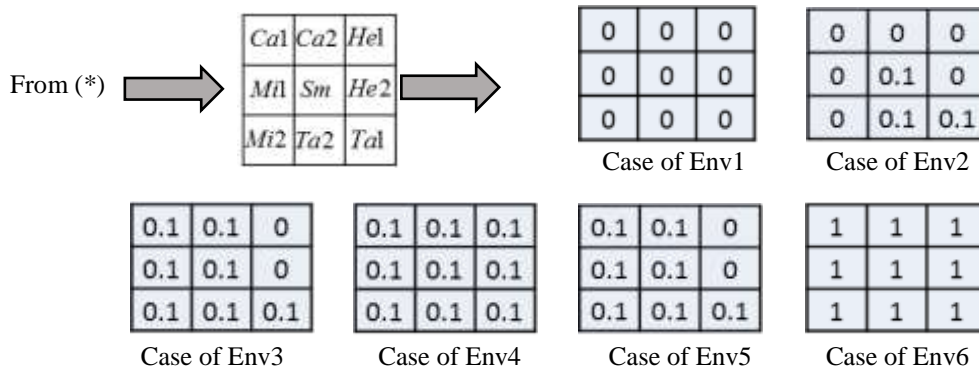 Ca1 Ca2 He1
From (*) Mi1 Sm He2
Mi2 Ta2 Ta1
0 0 0
0 0 0
0 0 0
Case of Env1
0 0 0
0 0.1 0
0 0.1 0.1
Case of Env2
0.1 0.1 0
0.1 0.1 0
0.1 0.1 0.1
Case of Env3
0.1 0.1 0.1
0.1 0.1 0.1
0.1 0.1 0.1
Case of Env4
0.1 0.1 0
0.1 0.1 0
0.1 0.1 0.1
Case of Env5
1 1 1
1 1 1
1 1 1
Case of Env6